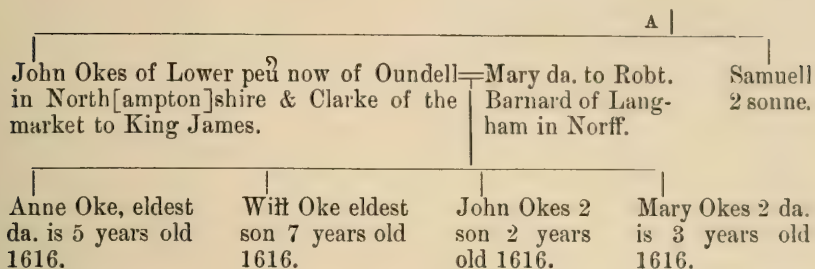 A
John Okes of Lower peũ now of Oundell=Mary da. to Robt. Samuell
in North[ampton]shire & Clarke of the Barnard of Lang- 2 sonne.
market to King James. ham in Norff.
Anne Oke, eldest Witt Oke eldest John Okes 2 Mary Okes 2 da.
da. is 5 years old son 7 years old son 2 years is 3 years old
1616. 1616. old 1616. 1616.